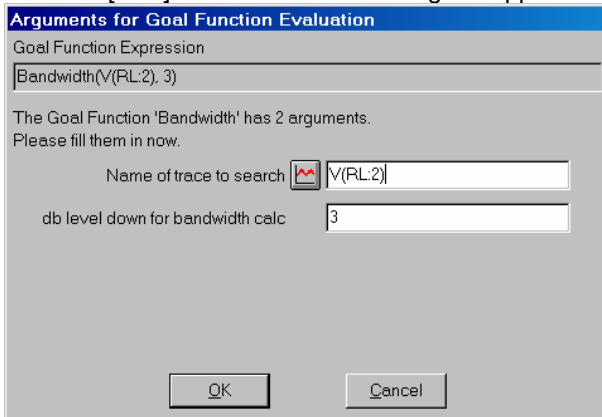 Arguments for Goal Function Evaluation
Goal Function Expression
Bandwidth(V(RL:2), 3)
The Goal Function 'Bandwidth' has 2 arguments.
Please fill them in now.
Name of trace to search V(RL:2)
db level down for bandwidth calc 3
OK Cancel